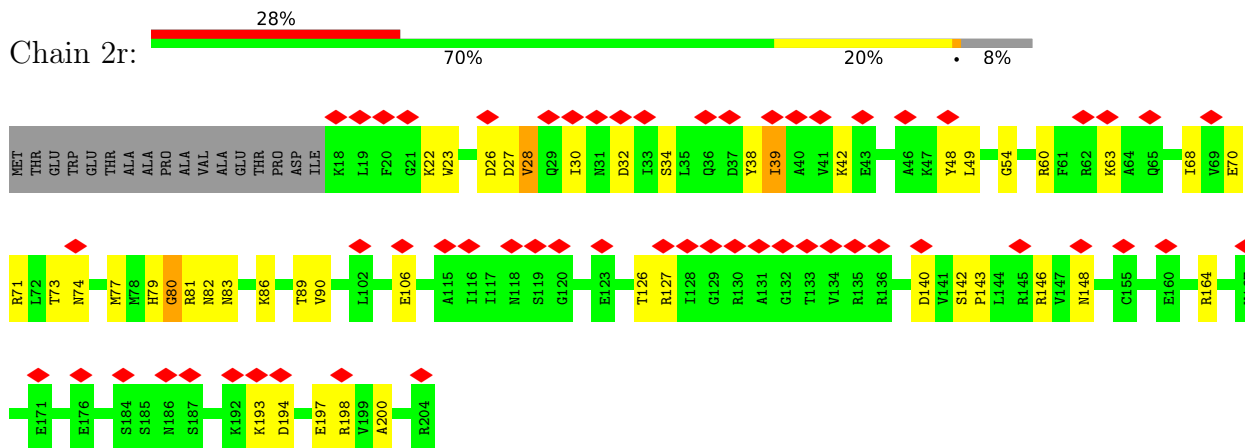 28%
Chain 2r:
70% 20% • 8%
MET THR GLU TRP GLU THR ALA ALA PRO ALA VAL ALA GLU THR PRO ASP ILE K18 L19 F20 G21 K22 W23 D26 D27 V28 Q29 I30 N31 D32 I33 S34 L35 Q36 D37 Y38 I39 A40 V41 K42 E43 A46 K47 Y48 L49 G54 R60 F61 R62 K63 A64 Q65 I68 V69 E70
R71 L72 T73 N74 M77 M78 H79 G80 R81 N82 N83 K86 T89 V90 L102 E106 A115 I116 I117 N118 S119 G120 E123 T126 R127 I128 G129 R130 A131 G132 T133 V134 R135 R136 D140 V141 S142 P143 L144 R145 R146 V147 N148 C155 E160 R164
E171 E176 S184 S185 N186 S187 K192 K193 D194 E197 R198 V199 A200 R204